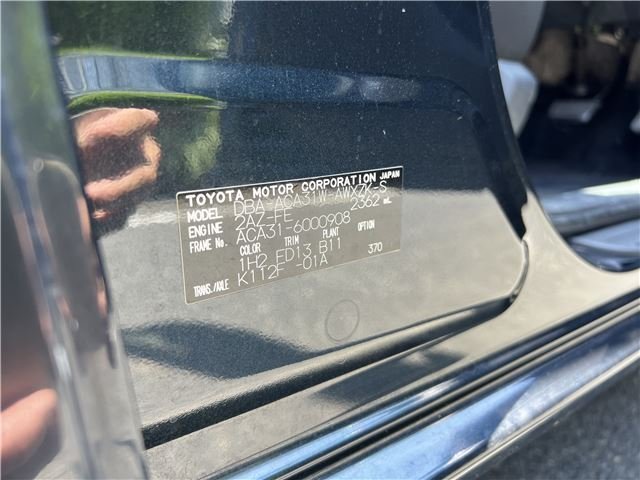 TOYOTA MOTOR CORPORATION JAPAN
MODEL DBA-ACA31W-AWXZK-S
ENGINE 2AZ-FE 2362 mL
FRAME NO. ACA31-6000908
COLOR TRIM PLANT OPTION
1H2 FD13 B11 370
TRANS./AXLE K112F -01A